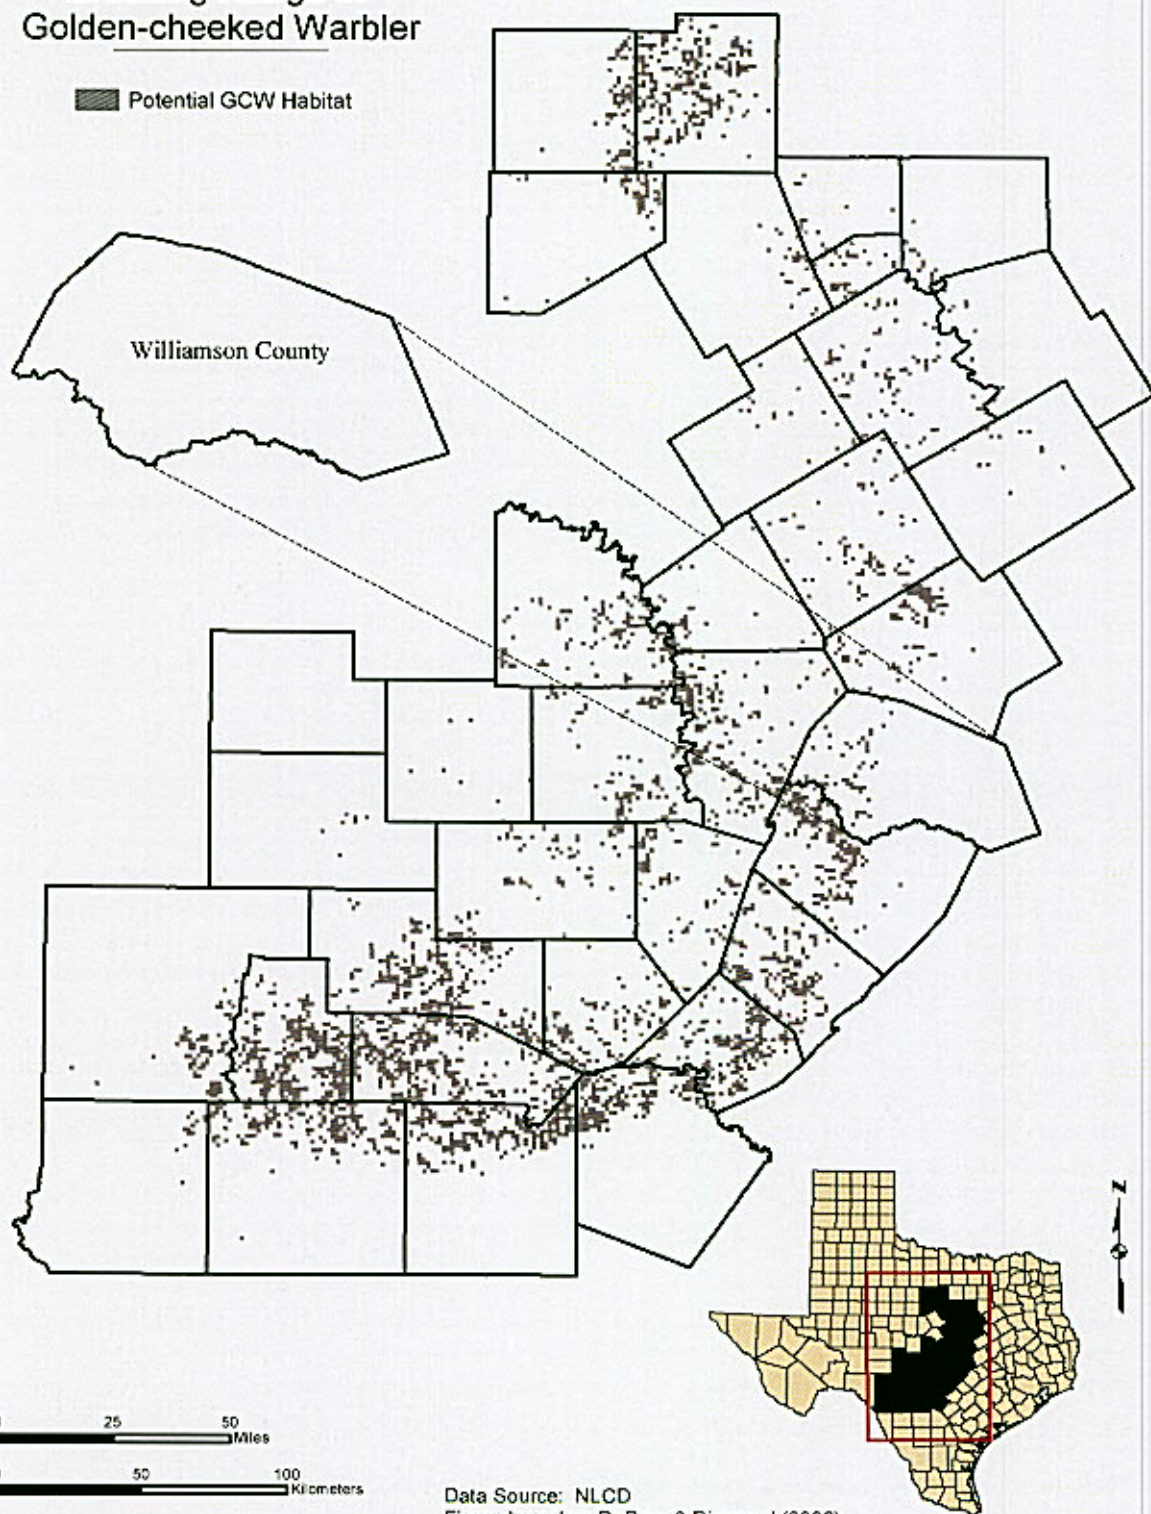 Golden-cheeked Warbler
Potential GCW Habitat
Williamson County
N
25 50
Miles
50 100
Kilometers
Data Source: NLCD